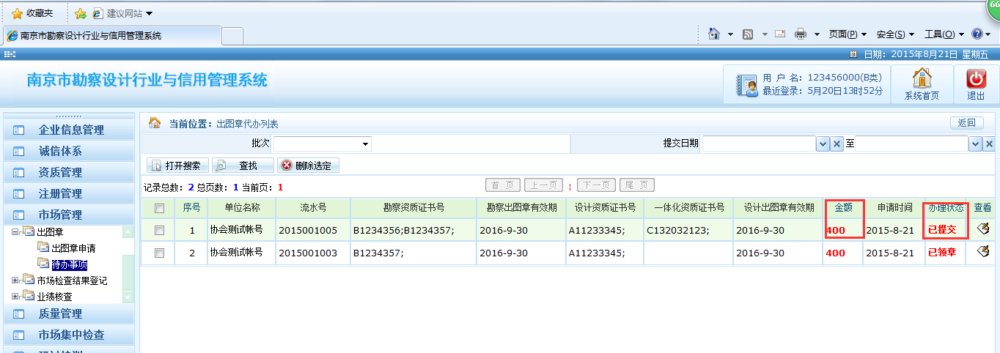 收藏夹 建议网站
66
南京市勘察设计行业与信用管理系统 页面(P) 安全(S) 工具(O)
日期：2015年8月21日 星期五
南京市勘察设计行业与信用管理系统
用 户 名：123456000(B类)
最近登录：5月20日13时52分
系统首页
退出
企业信息管理
诚信体系
资质管理
注册管理
市场管理
出图章
出图章申请
待办事项
市场检查结果登记
业绩核查
质量管理
市场集中检查
当前位置：出图章代办列表 返回
批次 提交日期 至
打开搜索 查找 删除选定
记录总数：2 总页数：1 当前页：1 首 页 上一页 ¦ 下一页 尾 页
序号 单位名称 流水号 勘察资质证书号 勘察出图章有效期 设计资质证书号 一体化资质证书号 设计出图章有效期 金额 申请时间 办理状态 查看
1 协会测试帐号 2015001005 B1234356;B1234357; 2016-9-30 A11233345; C132032123; 2016-9-30 400 2015-8-21 已提交
2 协会测试帐号 2015001003 B1234357; 2016-9-30 A11233345; 2016-9-30 400 2015-8-21 已领章